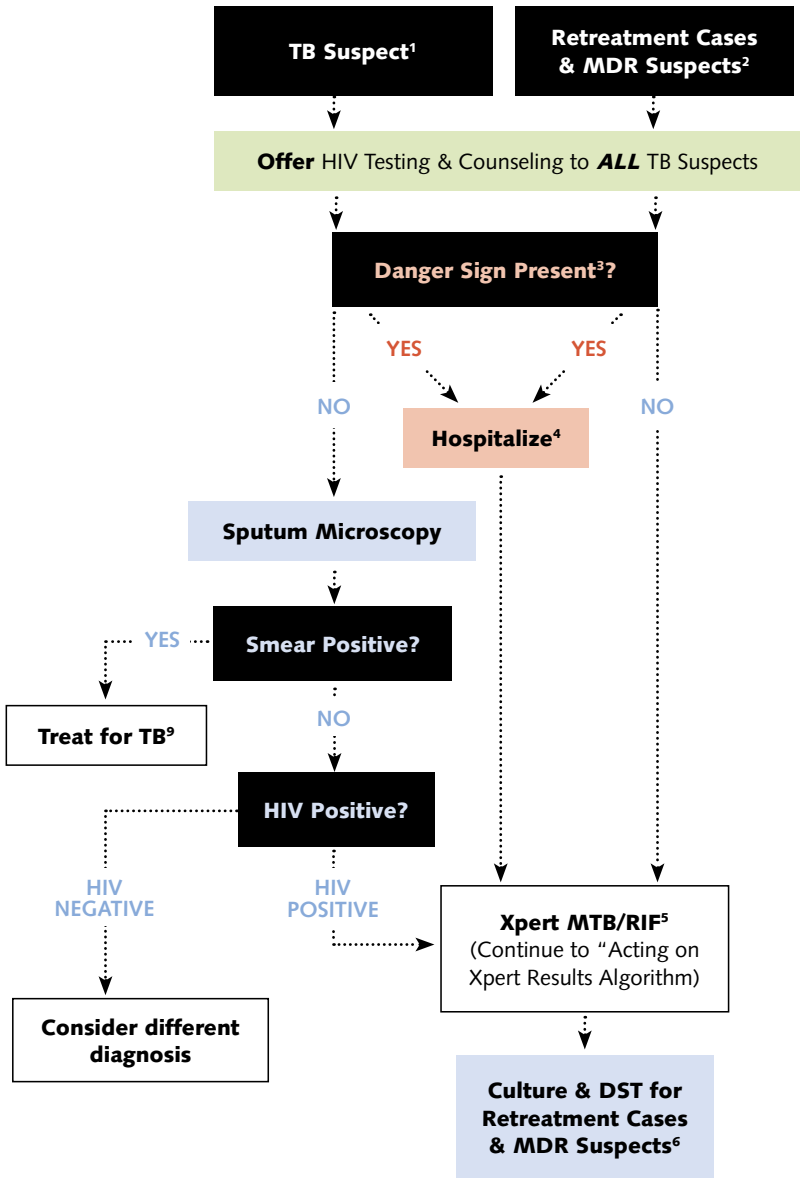 TB Suspect¹
Retreatment Cases
& MDR Suspects²
Offer HIV Testing & Counseling to ALL TB Suspects
Danger Sign Present³?
YES
YES
NO
NO
Hospitalize⁴
Sputum Microscopy
YES
Smear Positive?
Treat for TB⁹
NO
HIV Positive?
HIV
NEGATIVE
HIV
POSITIVE
Xpert MTB/RIF⁵
(Continue to “Acting on
Xpert Results Algorithm)
Consider different
diagnosis
Culture & DST for
Retreatment Cases
& MDR Suspects⁶